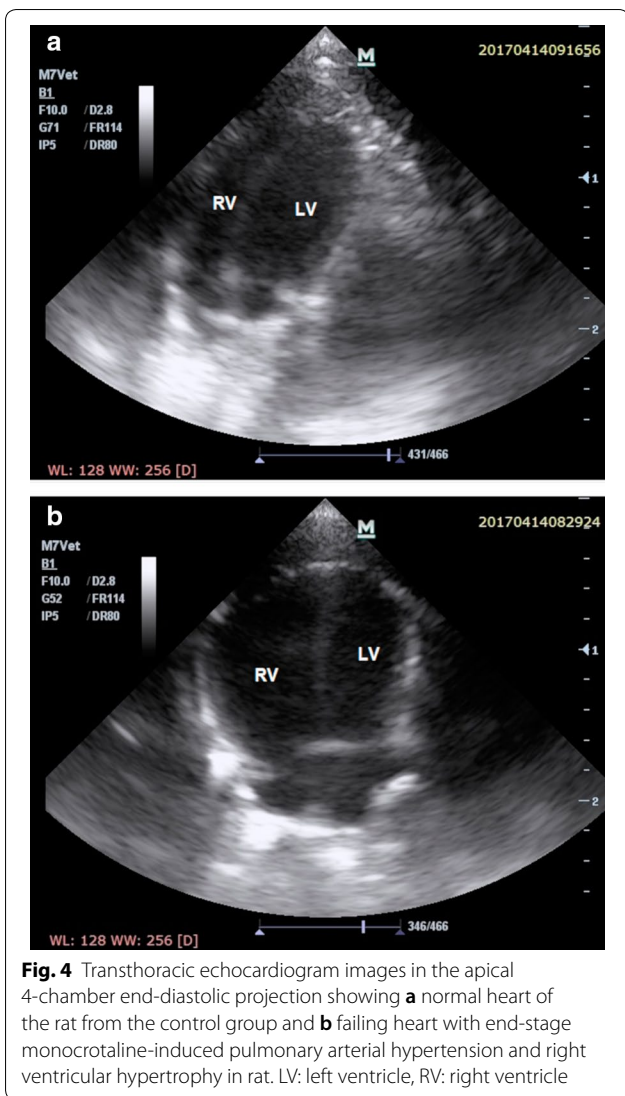 a
M
20170414091656
M7Vet
B1
F10.0 / D2.8
G71 / FR114
IP5 / DR80
RV
LV
1
2
431/466
WL: 128 WW: 256 [D]
b
M
20170414082924
M7Vet
B1
F10.0 / D2.8
G52 / FR114
IP5 / DR80
RV
LV
1
2
346/466
WL: 128 WW: 256 [D]
Fig. 4 Transthoracic echocardiogram images in the apical
4-chamber end-diastolic projection showing a normal heart of
the rat from the control group and b failing heart with end-stage
monocrotaline-induced pulmonary arterial hypertension and right
ventricular hypertrophy in rat. LV: left ventricle, RV: right ventricle